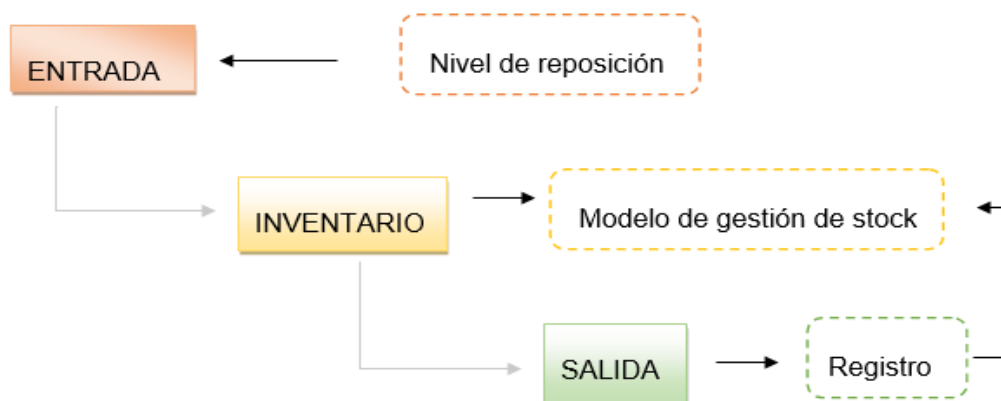 ENTRADA
Nivel de reposición
INVENTARIO
Modelo de gestión de stock
SALIDA
Registro